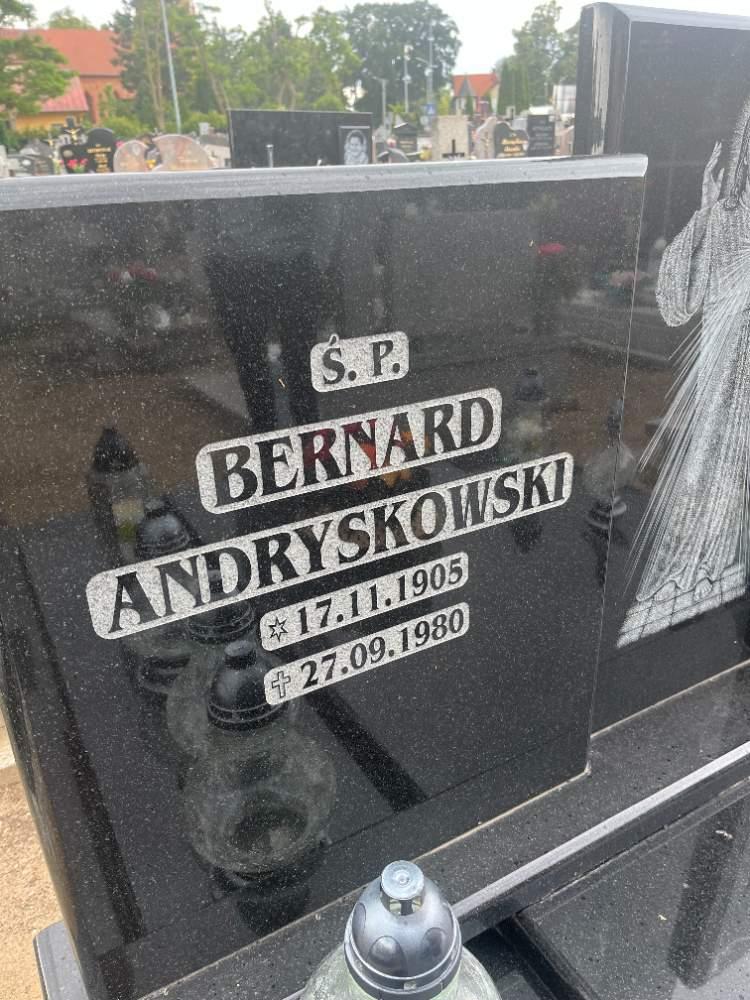 Ś. P.
BERNARD
ANDRYSKOWSKI
✡ 17.11.1905
✝ 27.09.1980